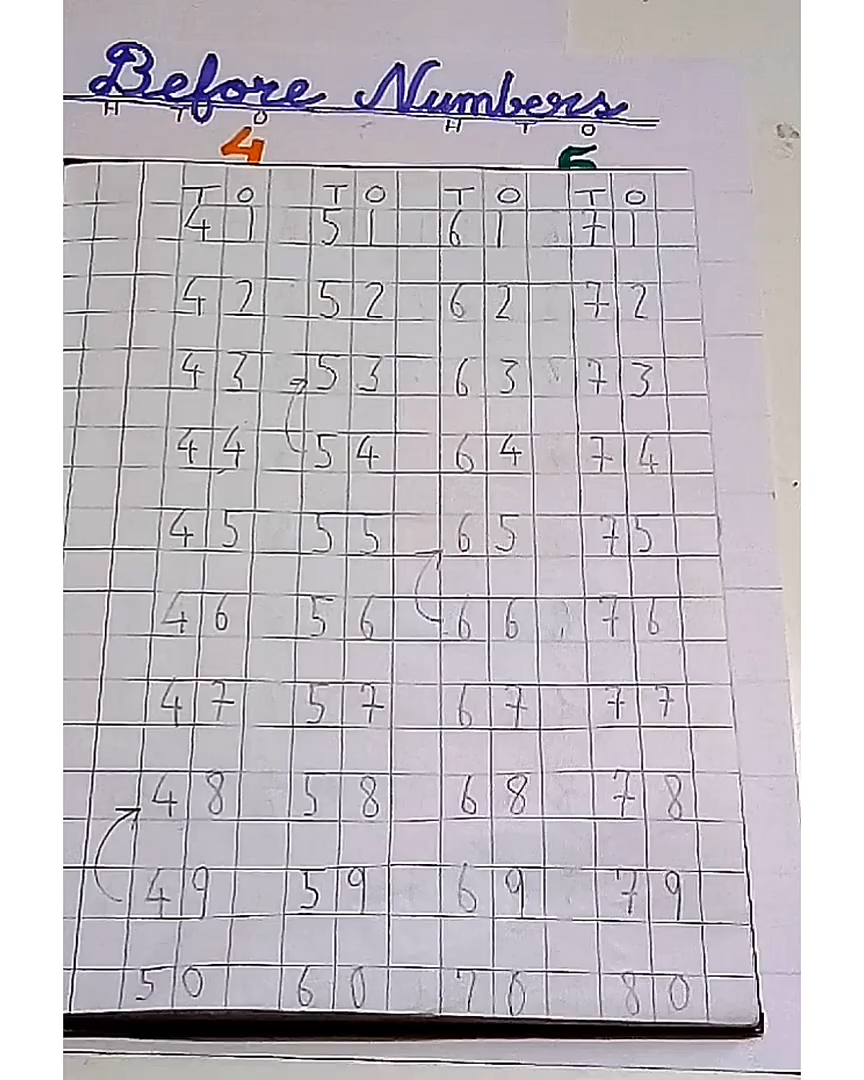 Before Numbers
H T O H T O
4 5
T O T O T O T O
41 51 61 71
42 52 62 72
43 53 63 73
44 54 64 74
45 55 65 75
46 56 66 76
47 57 67 77
48 58 68 78
49 59 69 79
50 60 70 80